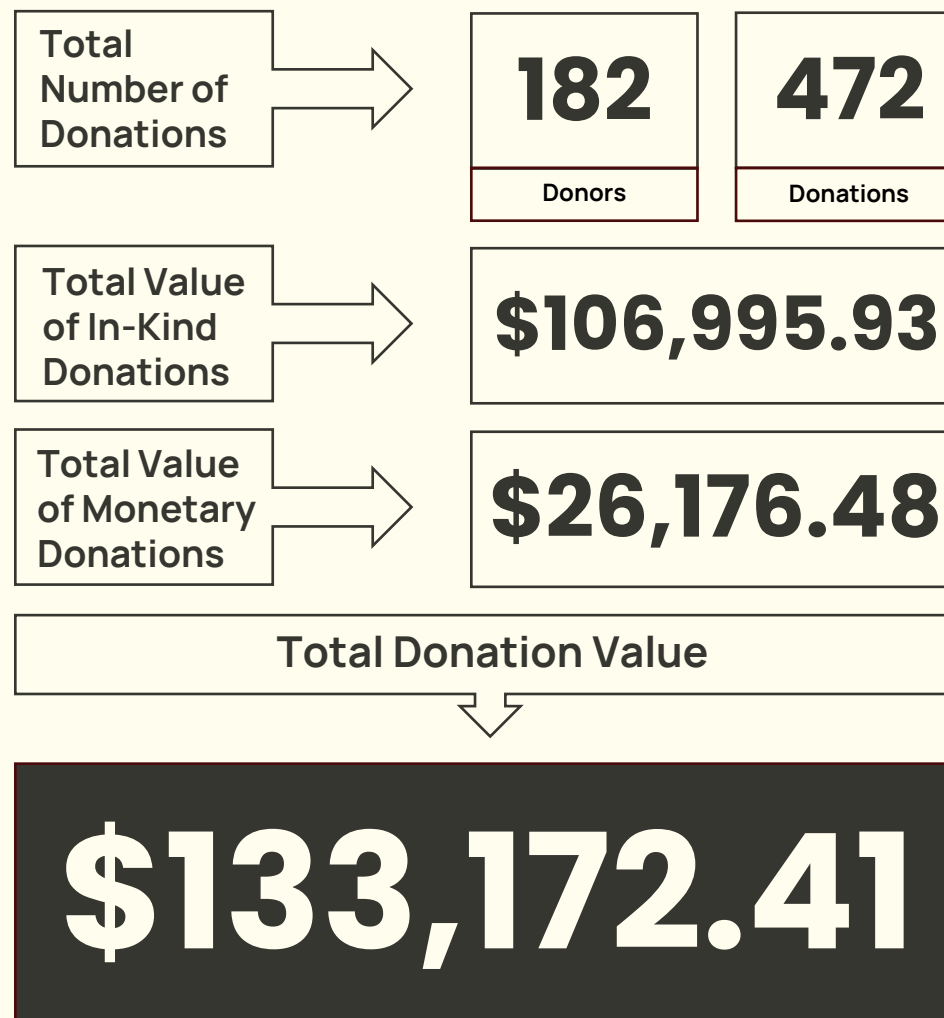 Total
Number of
Donations
182
Donors
472
Donations
Total Value
of In-Kind
Donations
$106,995.93
Total Value
of Monetary
Donations
$26,176.48
Total Donation Value
$133,172.41